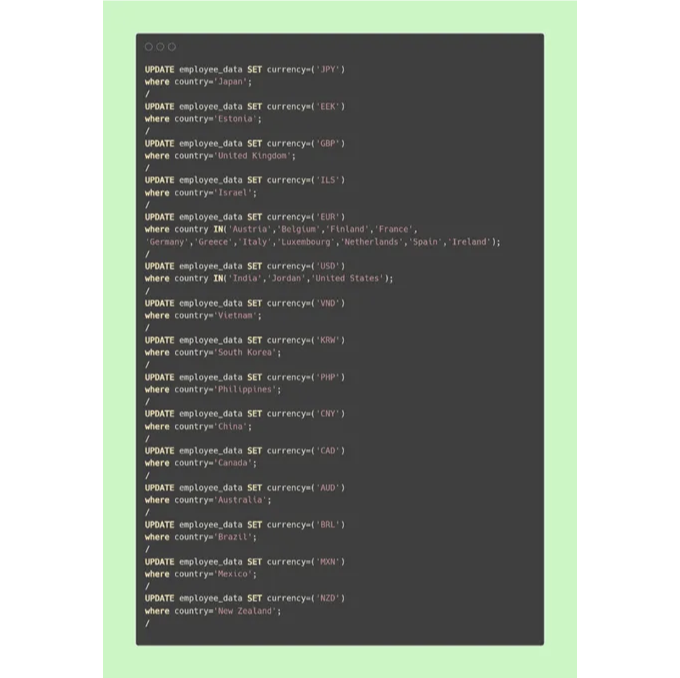 UPDATE employee_data SET currency=('JPY')
where country='Japan';
/
UPDATE employee_data SET currency=('EEK')
where country='Estonia';
/
UPDATE employee_data SET currency=('GBP')
where country='United Kingdom';
/
UPDATE employee_data SET currency=('ILS')
where country='Israel';
/
UPDATE employee_data SET currency=('EUR')
where country IN('Austria','Belgium','Finland','France',
'Germany','Greece','Italy','Luxembourg','Netherlands','Spain','Ireland');
/
UPDATE employee_data SET currency=('USD')
where country IN('India','Jordan','United States');
/
UPDATE employee_data SET currency=('VND')
where country='Vietnam';
/
UPDATE employee_data SET currency=('KRW')
where country='South Korea';
/
UPDATE employee_data SET currency=('PHP')
where country='Philippines';
/
UPDATE employee_data SET currency=('CNY')
where country='China';
/
UPDATE employee_data SET currency=('CAD')
where country='Canada';
/
UPDATE employee_data SET currency=('AUD')
where country='Australia';
/
UPDATE employee_data SET currency=('BRL')
where country='Brazil';
/
UPDATE employee_data SET currency=('MXN')
where country='Mexico';
/
UPDATE employee_data SET currency=('NZD')
where country='New Zealand';
/